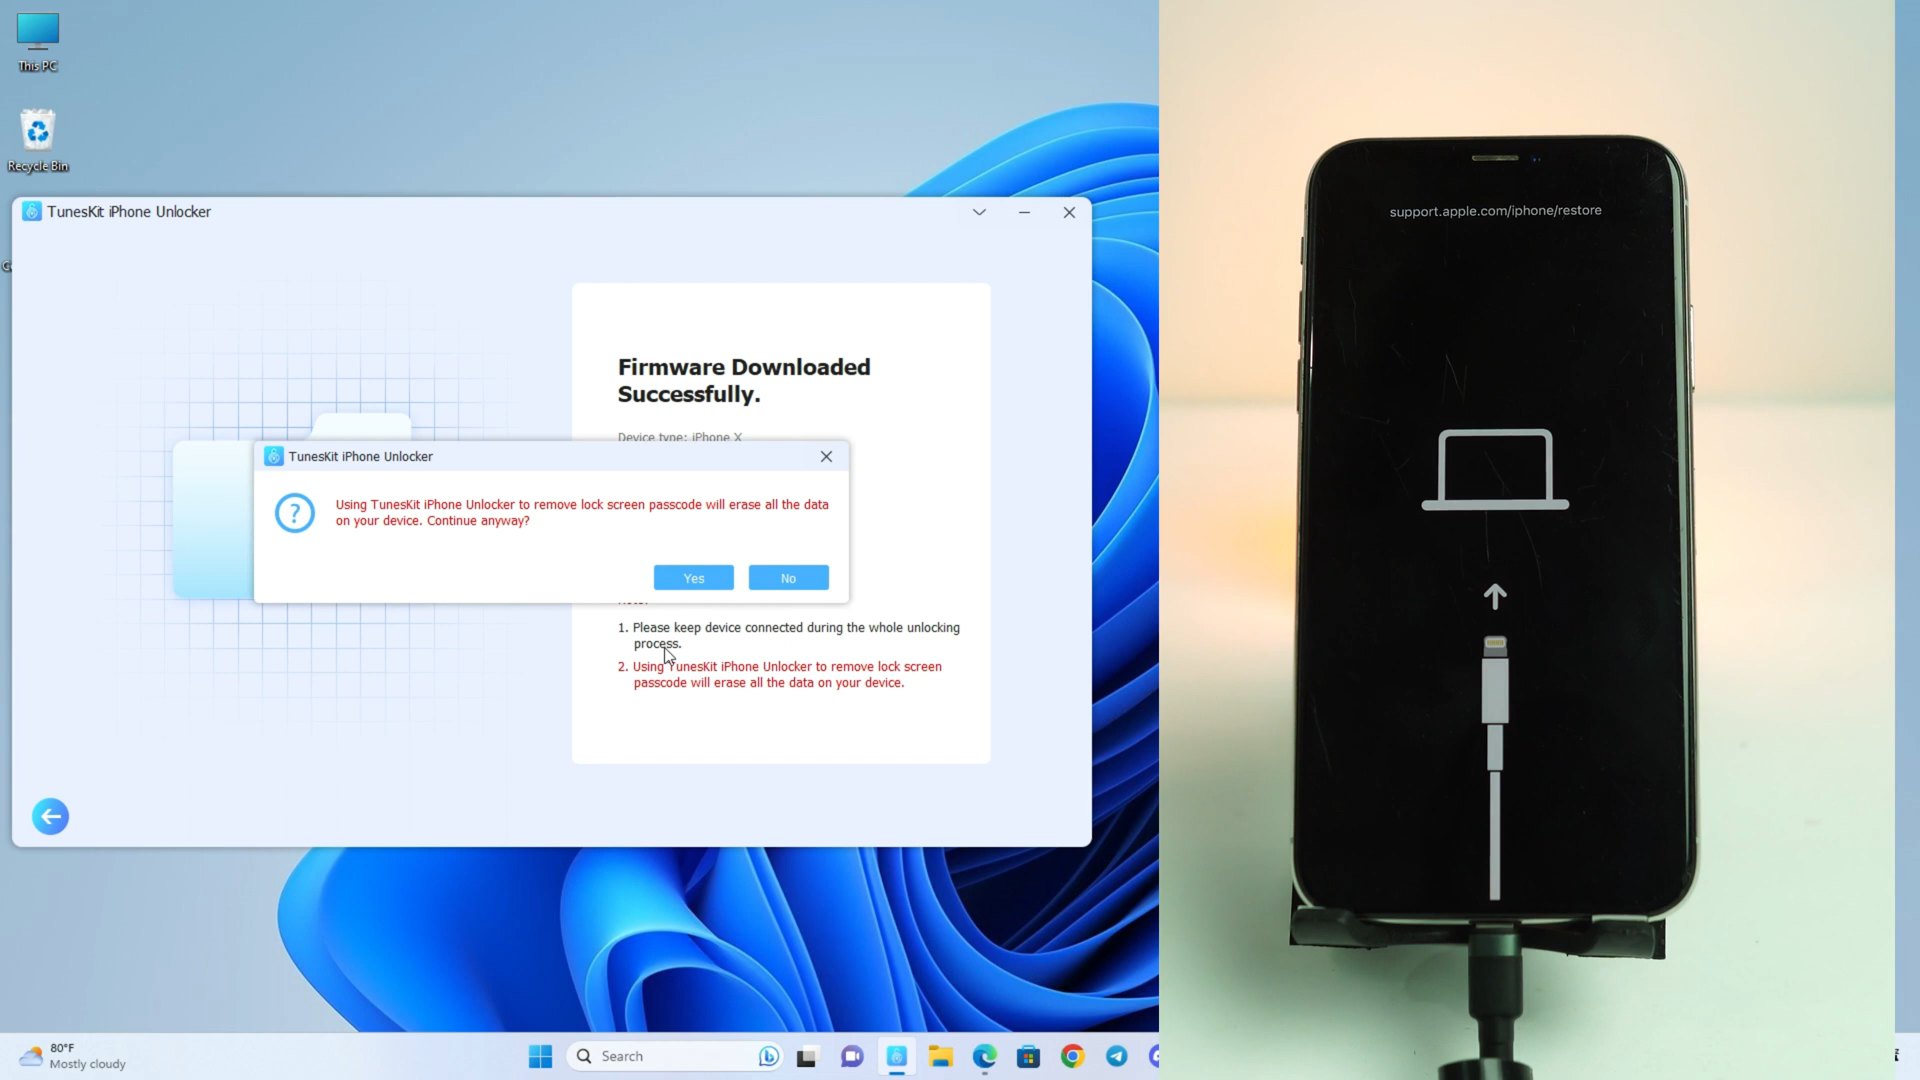 This PC
Recycle Bin
TunesKit iPhone Unlocker
Firmware Downloaded
Successfully.
Device type: iPhone X
TunesKit iPhone Unlocker
?
Using TunesKit iPhone Unlocker to remove lock screen passcode will erase all the data
on your device. Continue anyway?
Yes
No
1. Please keep device connected during the whole unlocking
process.
2. Using TunesKit iPhone Unlocker to remove lock screen
passcode will erase all the data on your device.
80°F
Mostly cloudy
Search
support.apple.com/iphone/restore